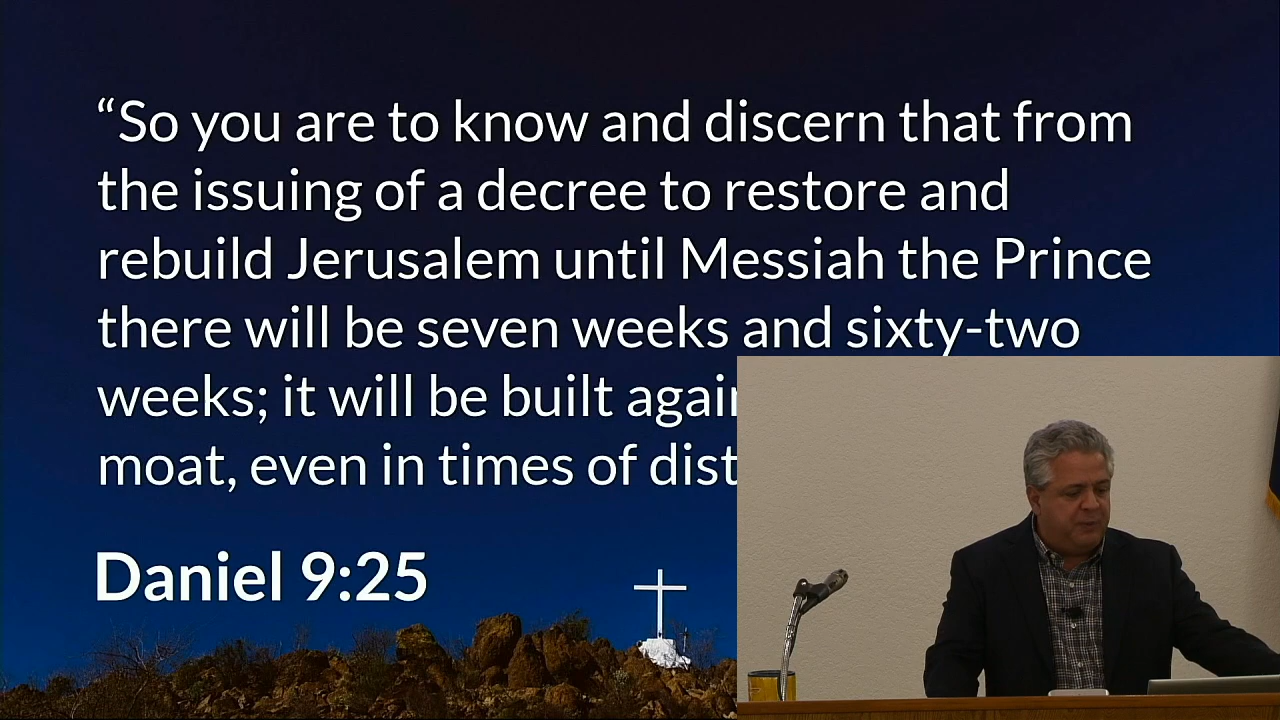 “So you are to know and discern that from
the issuing of a decree to restore and
rebuild Jerusalem until Messiah the Prince
there will be seven weeks and sixty-two
weeks; it will be built
moat, even in times of
Daniel 9:25